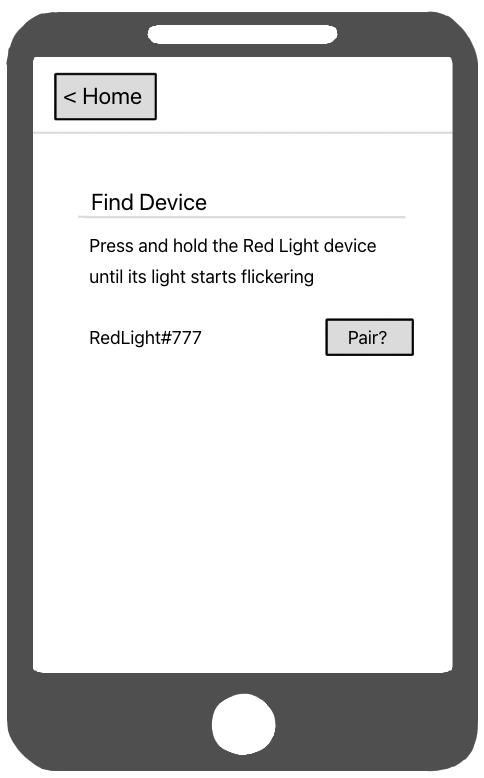 < Home
Find Device
Press and hold the Red Light device
until its light starts flickering
RedLight#777 Pair?